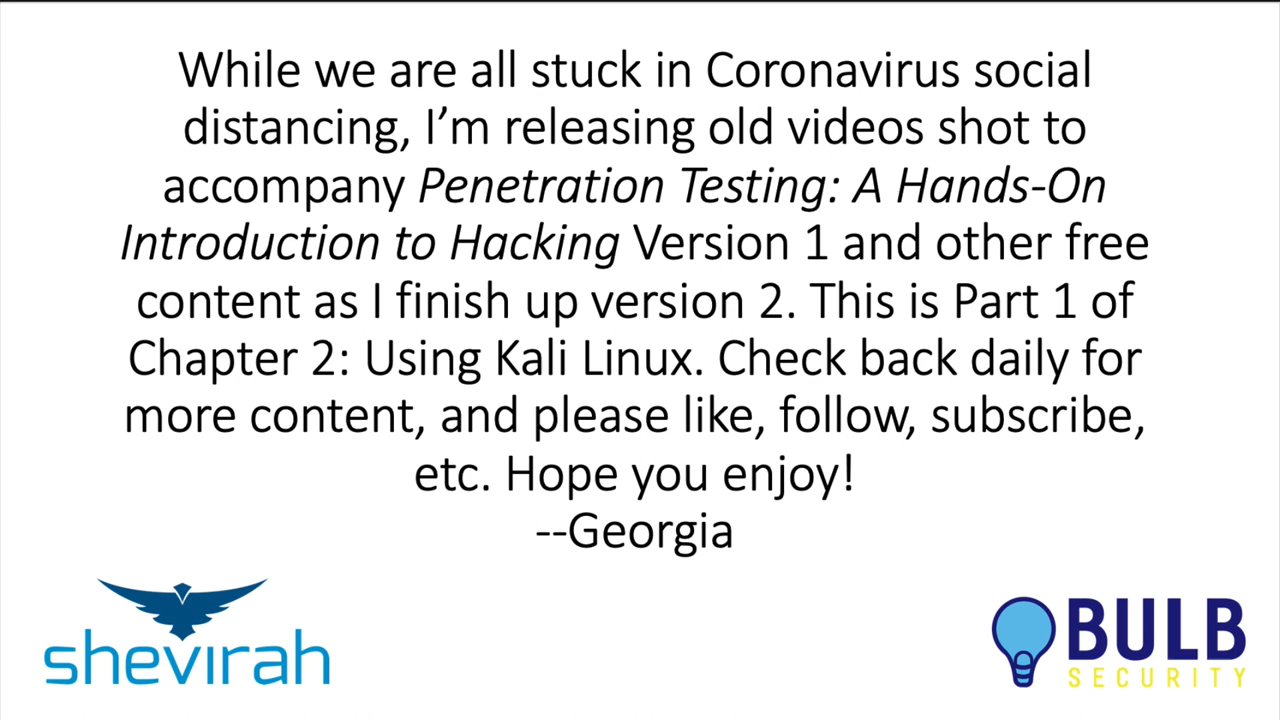 While we are all stuck in Coronavirus social
distancing, I’m releasing old videos shot to
accompany Penetration Testing: A Hands-On
Introduction to Hacking Version 1 and other free
content as I finish up version 2. This is Part 1 of
Chapter 2: Using Kali Linux. Check back daily for
more content, and please like, follow, subscribe,
etc. Hope you enjoy!
--Georgia
shevirah
BULB
SECURITY